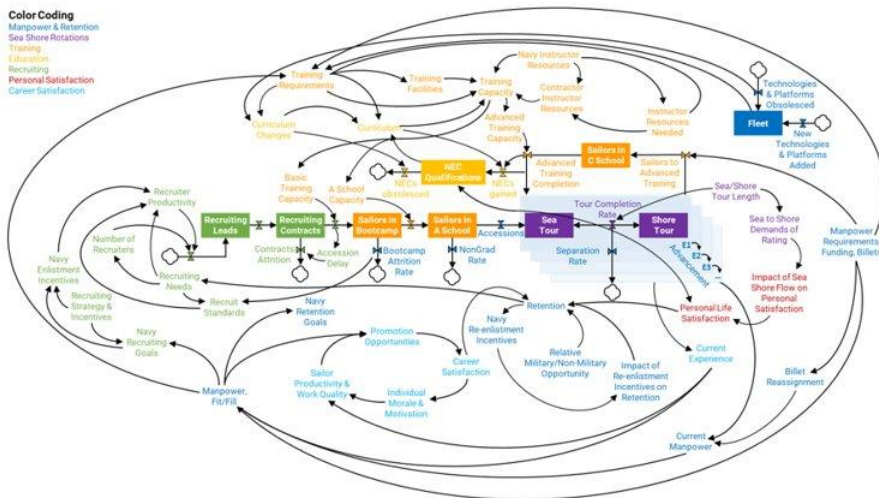 Color Coding
Manpower & Retention
Sea Shore Rotations
Training
Education
Recruiting
Personal Satisfaction
Career Satisfaction
Training
Requirements
Training
Facilities
Training
Capacity
Navy Instructor
Resources
Contractor
Instructor
Resources
Instructor
Resources
Needed
Technologies
& Platforms
Obsolesced
Fleet
New
Technologies
& Platforms
Added
Curriculum
Changes
Curriculum
Advanced
Training
Capacity
Basic
Training
Capacity
A School
Capacity
NECs
obsolesced
NEC
Qualifications
NECs
gained
Advanced
Training
Completion
Sailors in
C School
Sailors to
Advanced
Training
Sea/Shore
Tour Length
Tour Completion
Rate
Recruiter
Productivity
Recruiting
Leads
Recruiting
Contracts
Sailors in
Bootcamp
Sailors in
A School
Accessions
Sea
Tour
Shore
Tour
Separation
Rate
E1
E2
E3
...
Advancement
Sea to Shore
Demands of
Rating
Manpower
Requirements,
Funding, Billets
Number of
Recruiters
Contracts
Attrition
Accession
Delay
Bootcamp
Attrition
Rate
NonGrad
Rate
Navy
Enlistment
Incentives
Recruiting
Needs
Recruiting
Strategy &
Incentives
Recruit
Standards
Navy
Retention
Goals
Retention
Navy
Re-enlistment
Incentives
Personal Life
Satisfaction
Impact of Sea
Shore Flow on
Personal
Satisfaction
Navy
Recruiting
Goals
Promotion
Opportunities
Career
Satisfaction
Relative
Military/Non-Military
Opportunity
Impact of
Re-enlistment
Incentives on
Retention
Current
Experience
Billet
Reassignment
Manpower,
Fit/Fill
Sailor
Productivity &
Work Quality
Individual
Morale &
Motivation
Current
Manpower